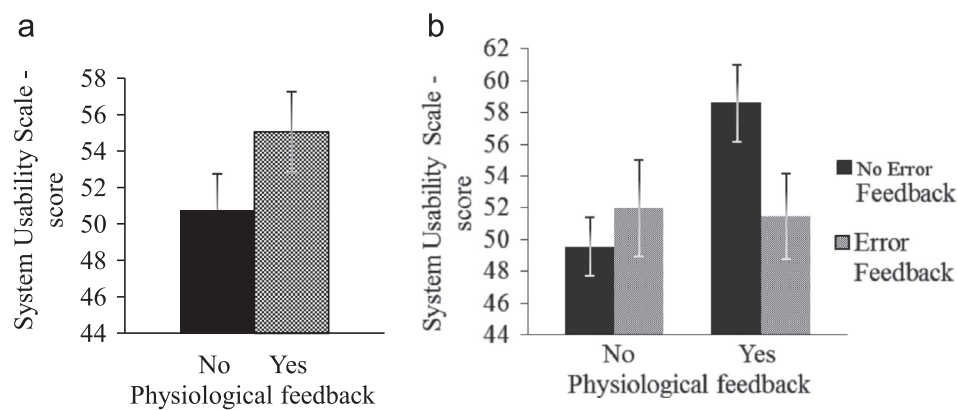 a
System Usability Scale -
score
58
56
54
52
50
48
46
44
No Yes
Physiological feedback
b
System Usability Scale -
score
62
60
58
56
54
52
50
48
46
44
No Yes
Physiological feedback
No Error
Feedback
Error
Feedback